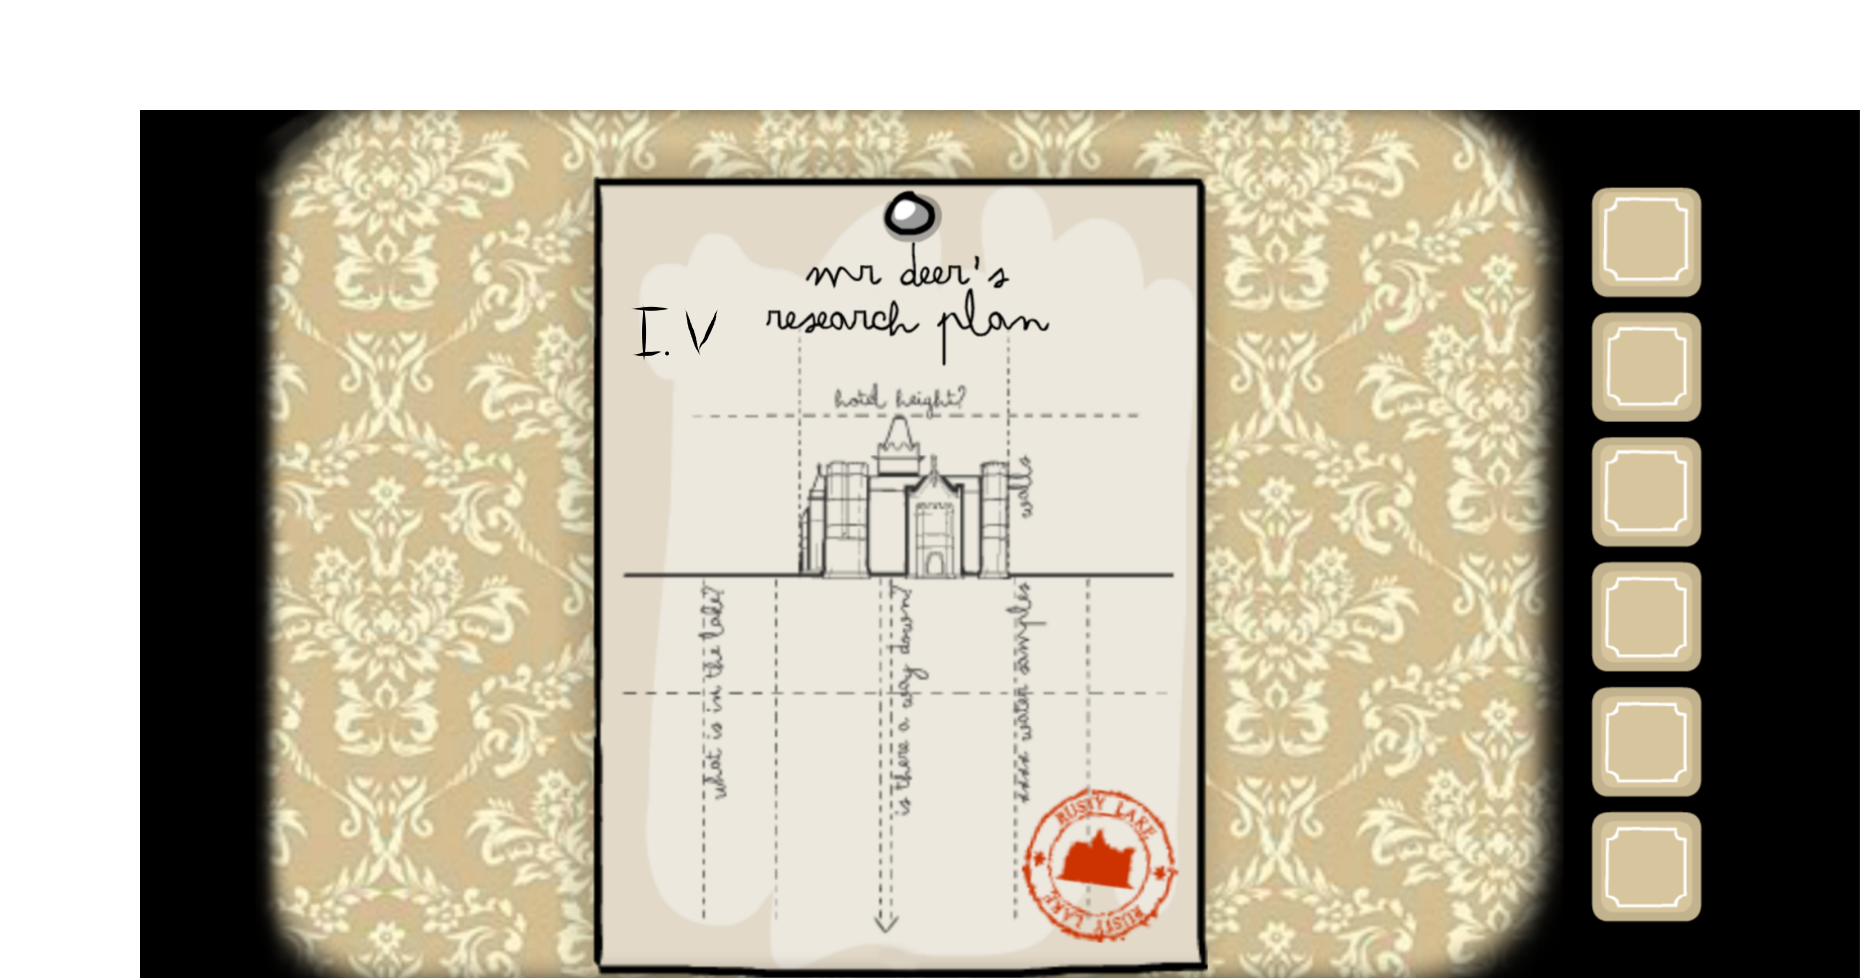 mr deer's
I. V research plan
hotel height?
walls
what is in the lake?
is there a way down?
xxxx water samples
RUSTY LAKE
RUSTY LAKE